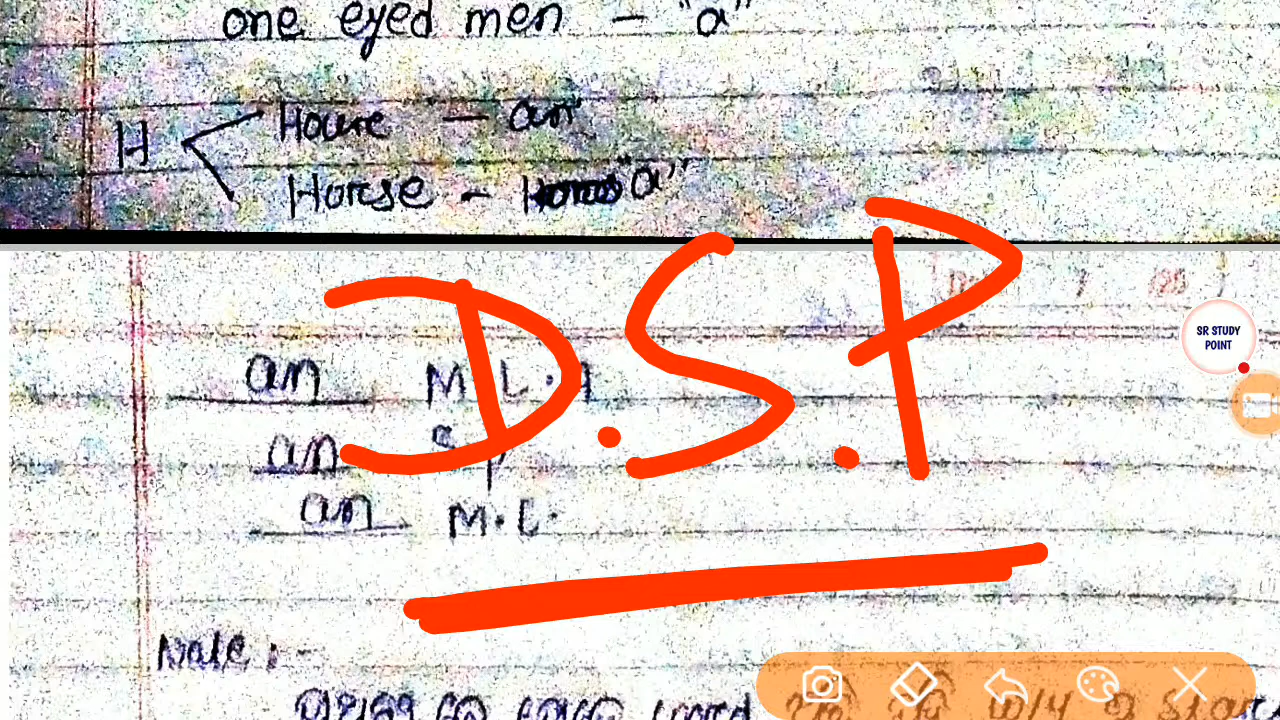 one eyed men - "a"
H
Houre - an"
Horse - "a"
D.S.P
SR STUDY
POINT
an M.L.A
an S.P
an M.L.
Note :-